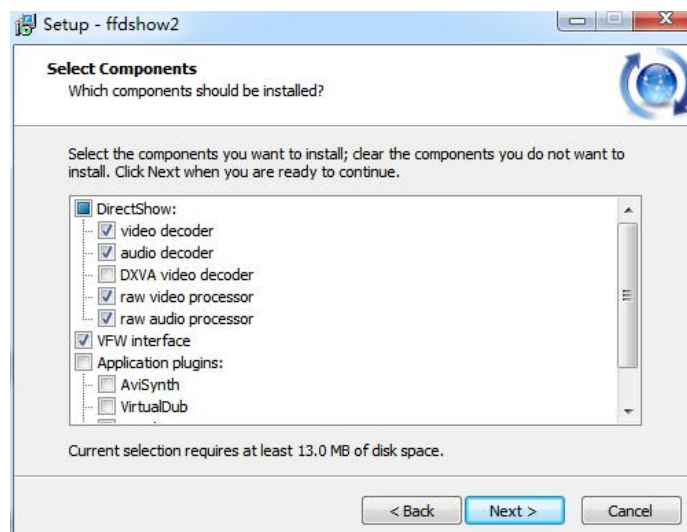 Setup - ffdshow2
Select Components
Which components should be installed?
Select the components you want to install; clear the components you do not want to
install. Click Next when you are ready to continue.
DirectShow:
video decoder
audio decoder
DXVA video decoder
raw video processor
raw audio processor
VFW interface
Application plugins:
AviSynth
VirtualDub
Current selection requires at least 13.0 MB of disk space.
< Back
Next >
Cancel